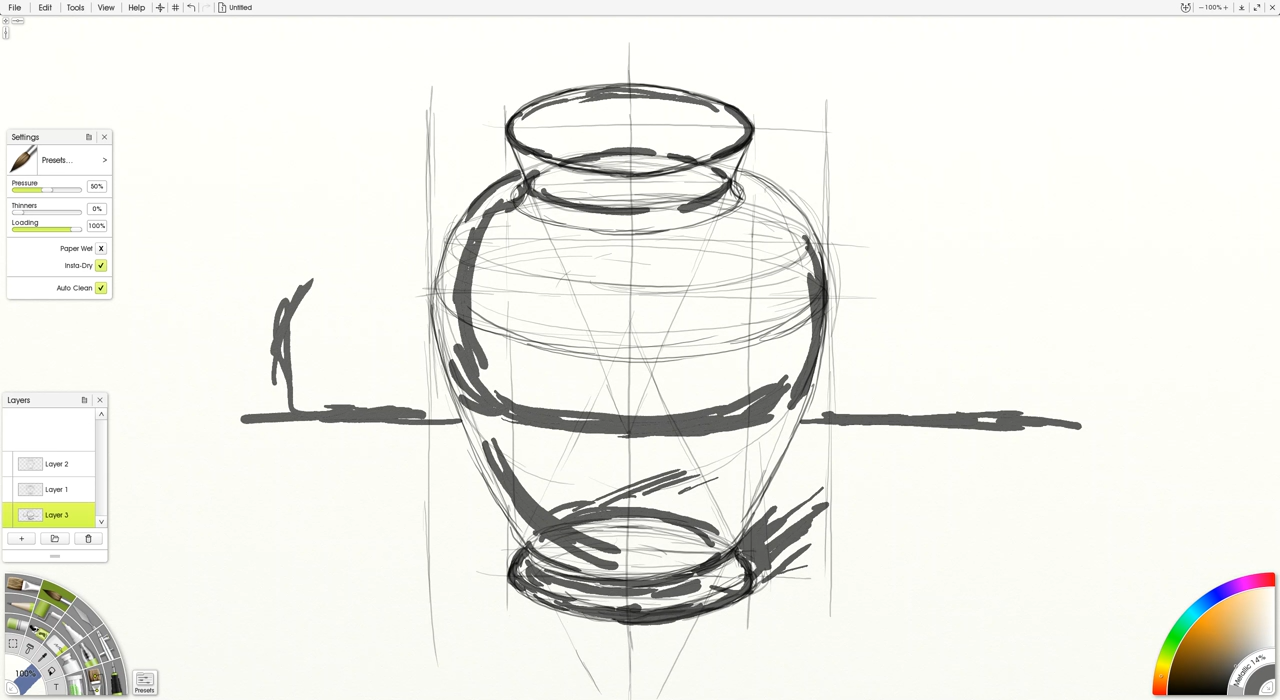 File Edit Tools View Help Untitled − 100% +
Settings
Presets...
>
Pressure
50%
Thinners
0%
Loading
100%
Paper Wet X
Insta-Dry
Auto Clean
Layers
Layer 2
Layer 1
Layer 3
100%
T
Presets
Metallic 14%